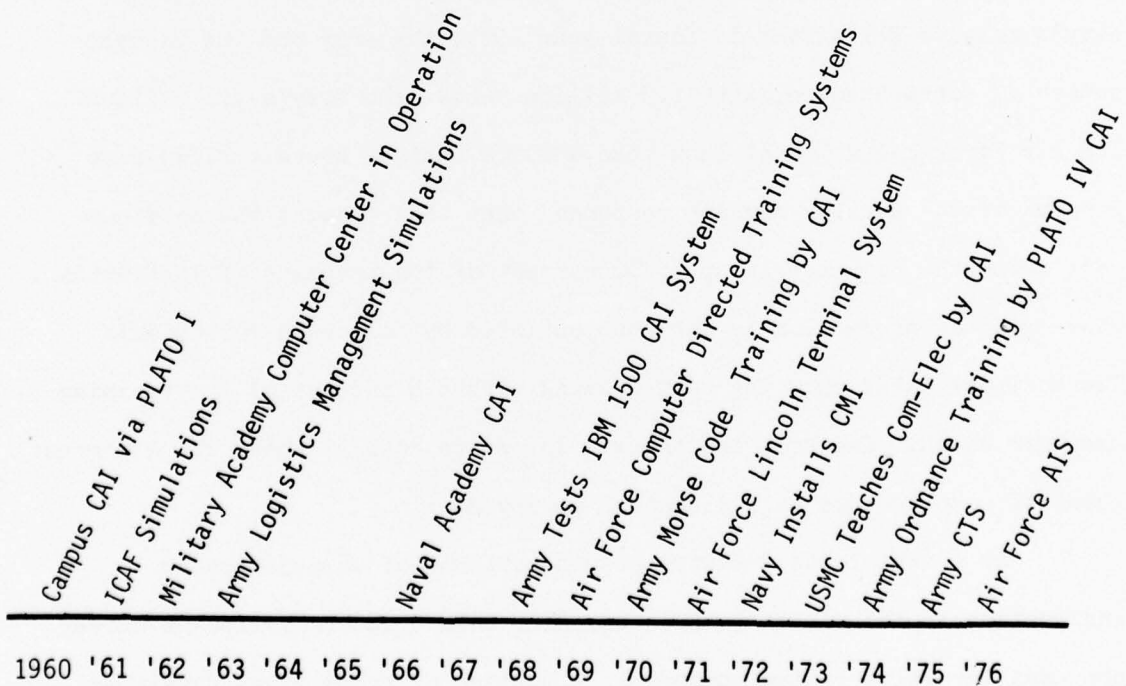 Campus CAI via PLATO I
ICAF Simulations
Military Academy Computer Center in Operation
Army Logistics Management Simulations
Naval Academy CAI
Army Tests IBM 1500 CAI System
Air Force Computer Directed Training Systems
Army Morse Code Training by CAI
Air Force Lincoln Terminal System
Navy Installs CMI
USMC Teaches Com-Elec by CAI
Army Ordnance Training by PLATO IV CAI
Army CTS
Air Force AIS
1960 '61 '62 '63 '64 '65 '66 '67 '68 '69 '70 '71 '72 '73 '74 '75 '76